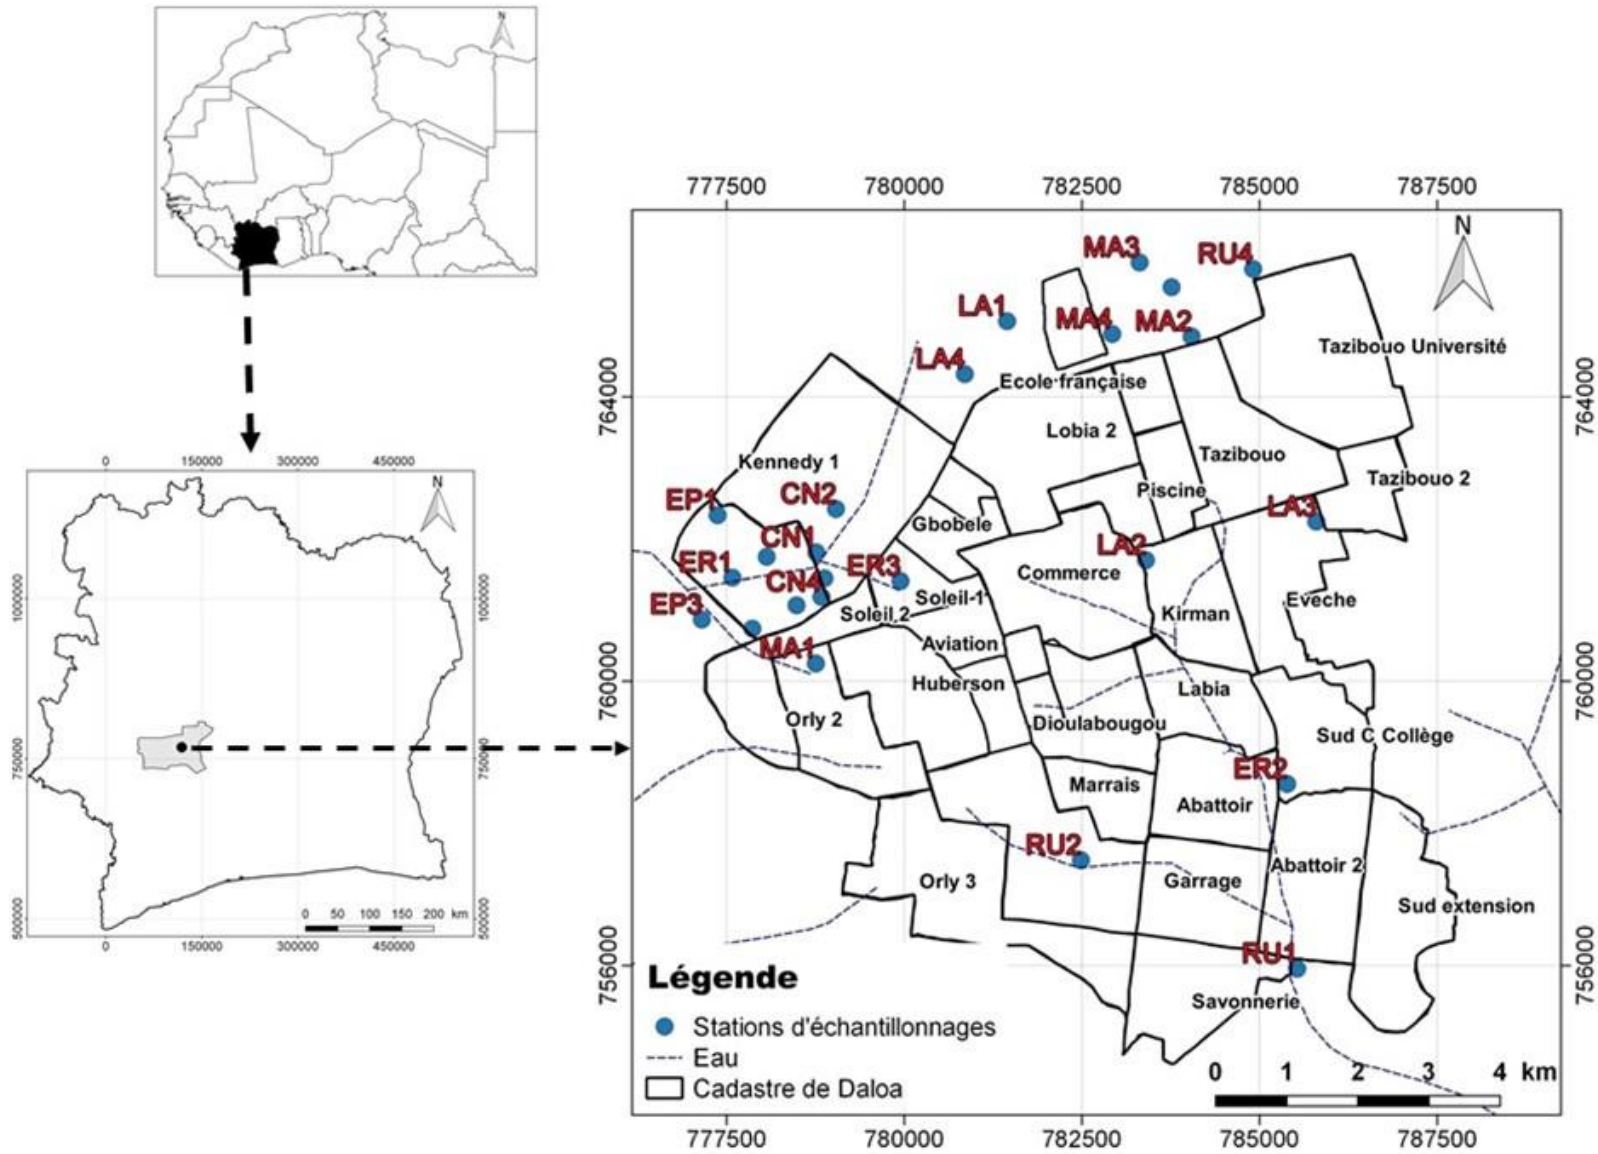 N
777500 780000 782500 785000 787500
N
MA3
RU4
LA1
MA4
MA2
Tazibouo Université
LA4
Ecole française
764000
764000
Lobia 2
Kennedy 1
Tazibouo
0 150000 300000 450000
Tazibouo 2
N
EP1
CN2
Piscine
LA3
Gbobele
CN1
LA2
ER1
ER3
Commerce
CN4
1000000
1000000
EP3
Soleil 1
Eveche
Soleil 2
Kirman
MA1
Aviation
760000
760000
Huberson
Labia
Orly 2
Dioulabougou
Sud C Collège
750000
750000
ER2
Marrais
Abattoir
RU2
Abattoir 2
Orly 3
Garrage
Sud extension
0 50 100 150 200 km
500000
500000
0 150000 300000 450000
RU1
756000
756000
Légende
Savonnerie
Stations d'échantillonnages
Eau
0 1 2 3 4 km
Cadastre de Daloa
777500 780000 782500 785000 787500